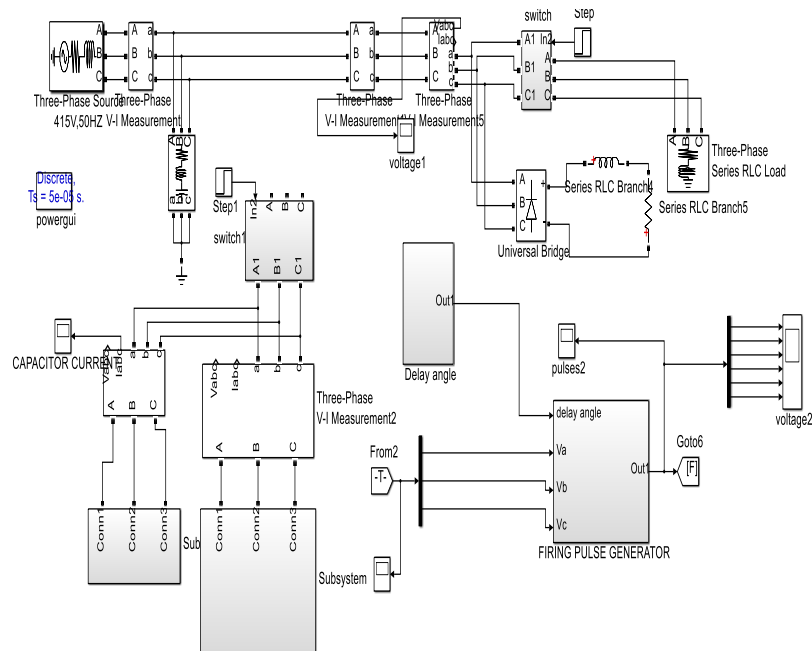 switch
Step
A
B
C
A
B
C
a
b
c
A
B
C
a
b
c
A
B
C
Vabc
Iabc
a
b
c
A1
B1
C1
In2
A
B
C
Three-Phase Source
415V,50HZ
Three-Phase
V-I Measurement
Three-Phase
V-I Measurement
Three-Phase
V-I Measurement5
voltage1
A
B
C
a
b
c
A
B
C
Three-Phase
Series RLC Load
Discrete,
Ts = 5e-05 s.
powergui
Step1
switch1
In2
A
B
C
A1
B1
C1
A
B
C
+
-
Universal Bridge
Series RLC Branch4
Series RLC Branch5
Out1
Delay angle
CAPACITOR CURRENT
Vabc
Iabc
a
b
c
A
B
C
Vabc
Iabc
a
b
c
A
B
C
Three-Phase
V-I Measurement2
pulses2
voltage2
delay angle
Va
Vb
Vc
Out1
FIRING PULSE GENERATOR
From2
-T-
Goto6
[F]
Conn1
Conn2
Conn3
Sub
Conn1
Conn2
Conn3
Subsystem